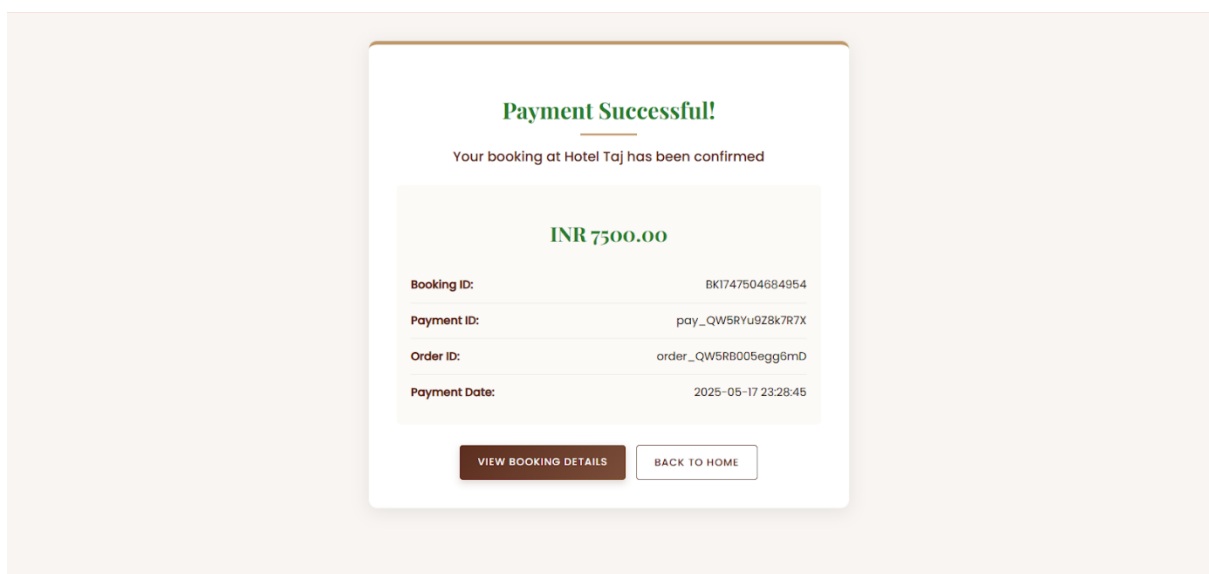 Payment Successful!
Your booking at Hotel Taj has been confirmed
INR 7500.00
Booking ID: BK1747504684954
Payment ID: pay_QW5RYu9Z8k7R7X
Order ID: order_QW5RB005egg6mD
Payment Date: 2025-05-17 23:28:45
VIEW BOOKING DETAILS BACK TO HOME